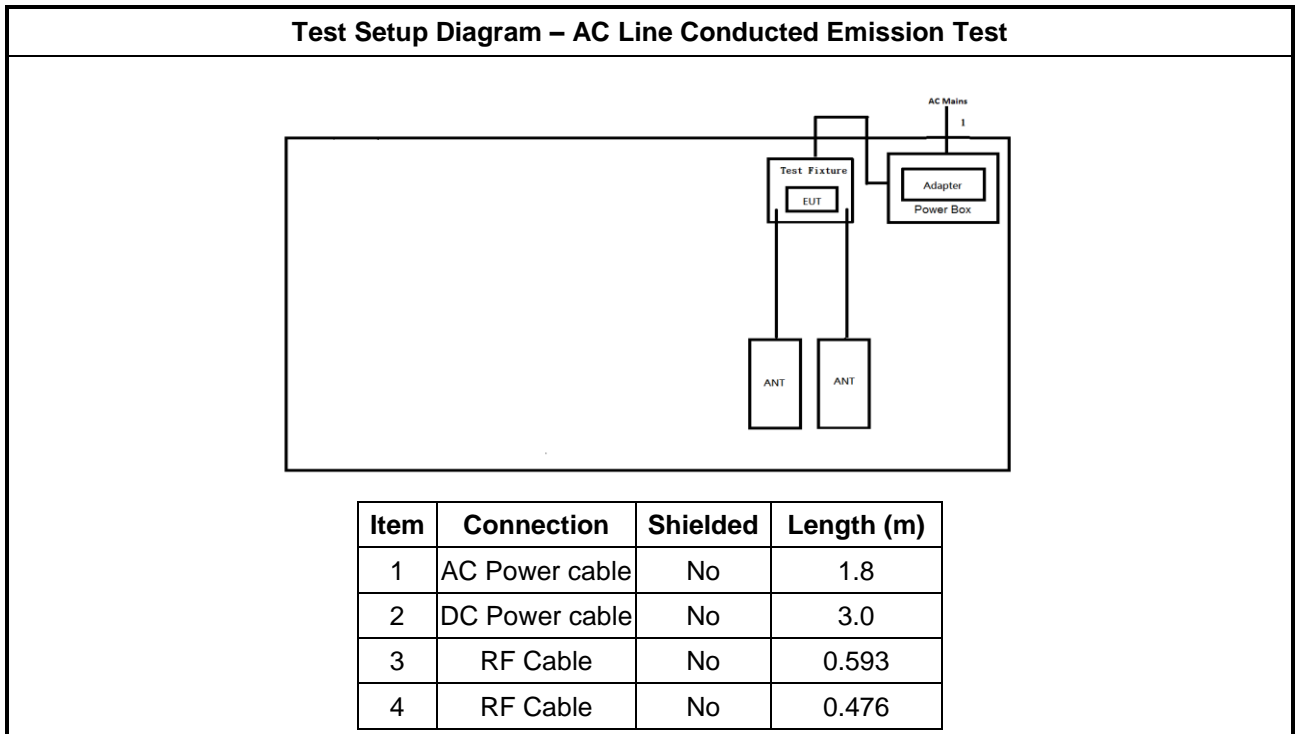 Test Setup Diagram – AC Line Conducted Emission Test
AC Mains
1
Test Fixture
EUT
Adapter
Power Box
ANT
ANT
Item Connection Shielded Length (m)
1 AC Power cable No 1.8
2 DC Power cable No 3.0
3 RF Cable No 0.593
4 RF Cable No 0.476